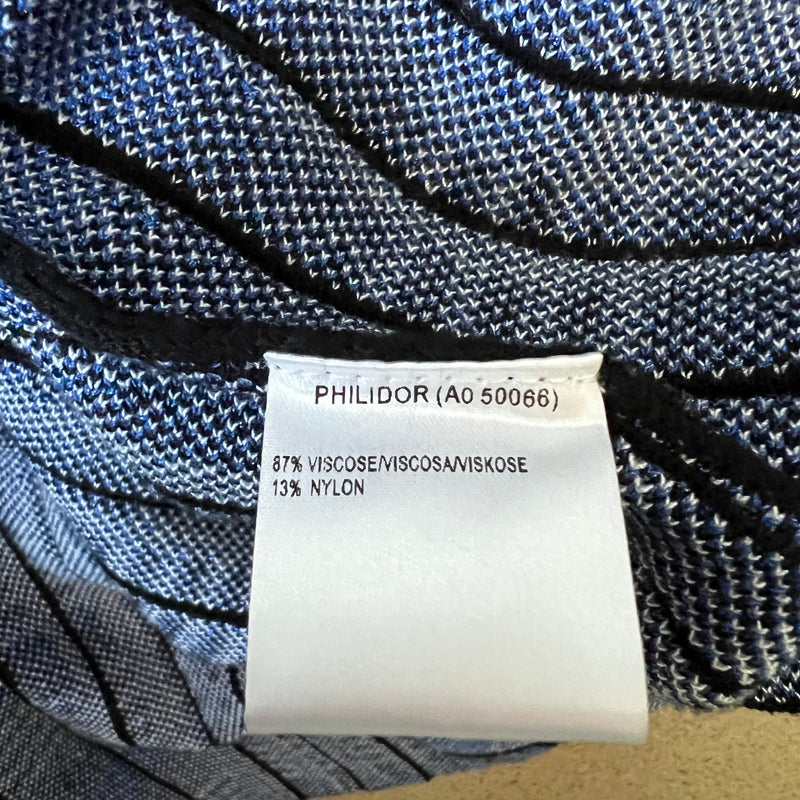 PHILIDOR (A0 50066)
87% VISCOSE/VISCOSA/VISKOSE
13% NYLON